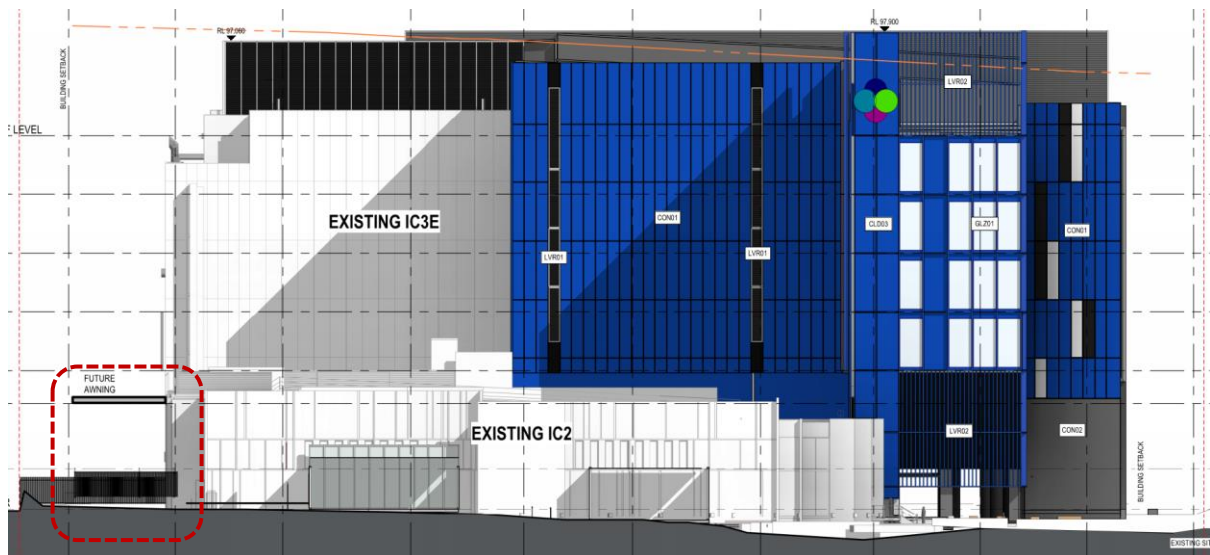 RL 97.060
RL 97.900
BUILDING SETBACK
LVR02
F LEVEL
EXISTING IC3E
CON01
CLD03
GLZ01
CON01
LVR01
LVR01
FUTURE
AWNING
EXISTING IC2
LVR02
CON02
BUILDING SETBACK
EXISTING SIT